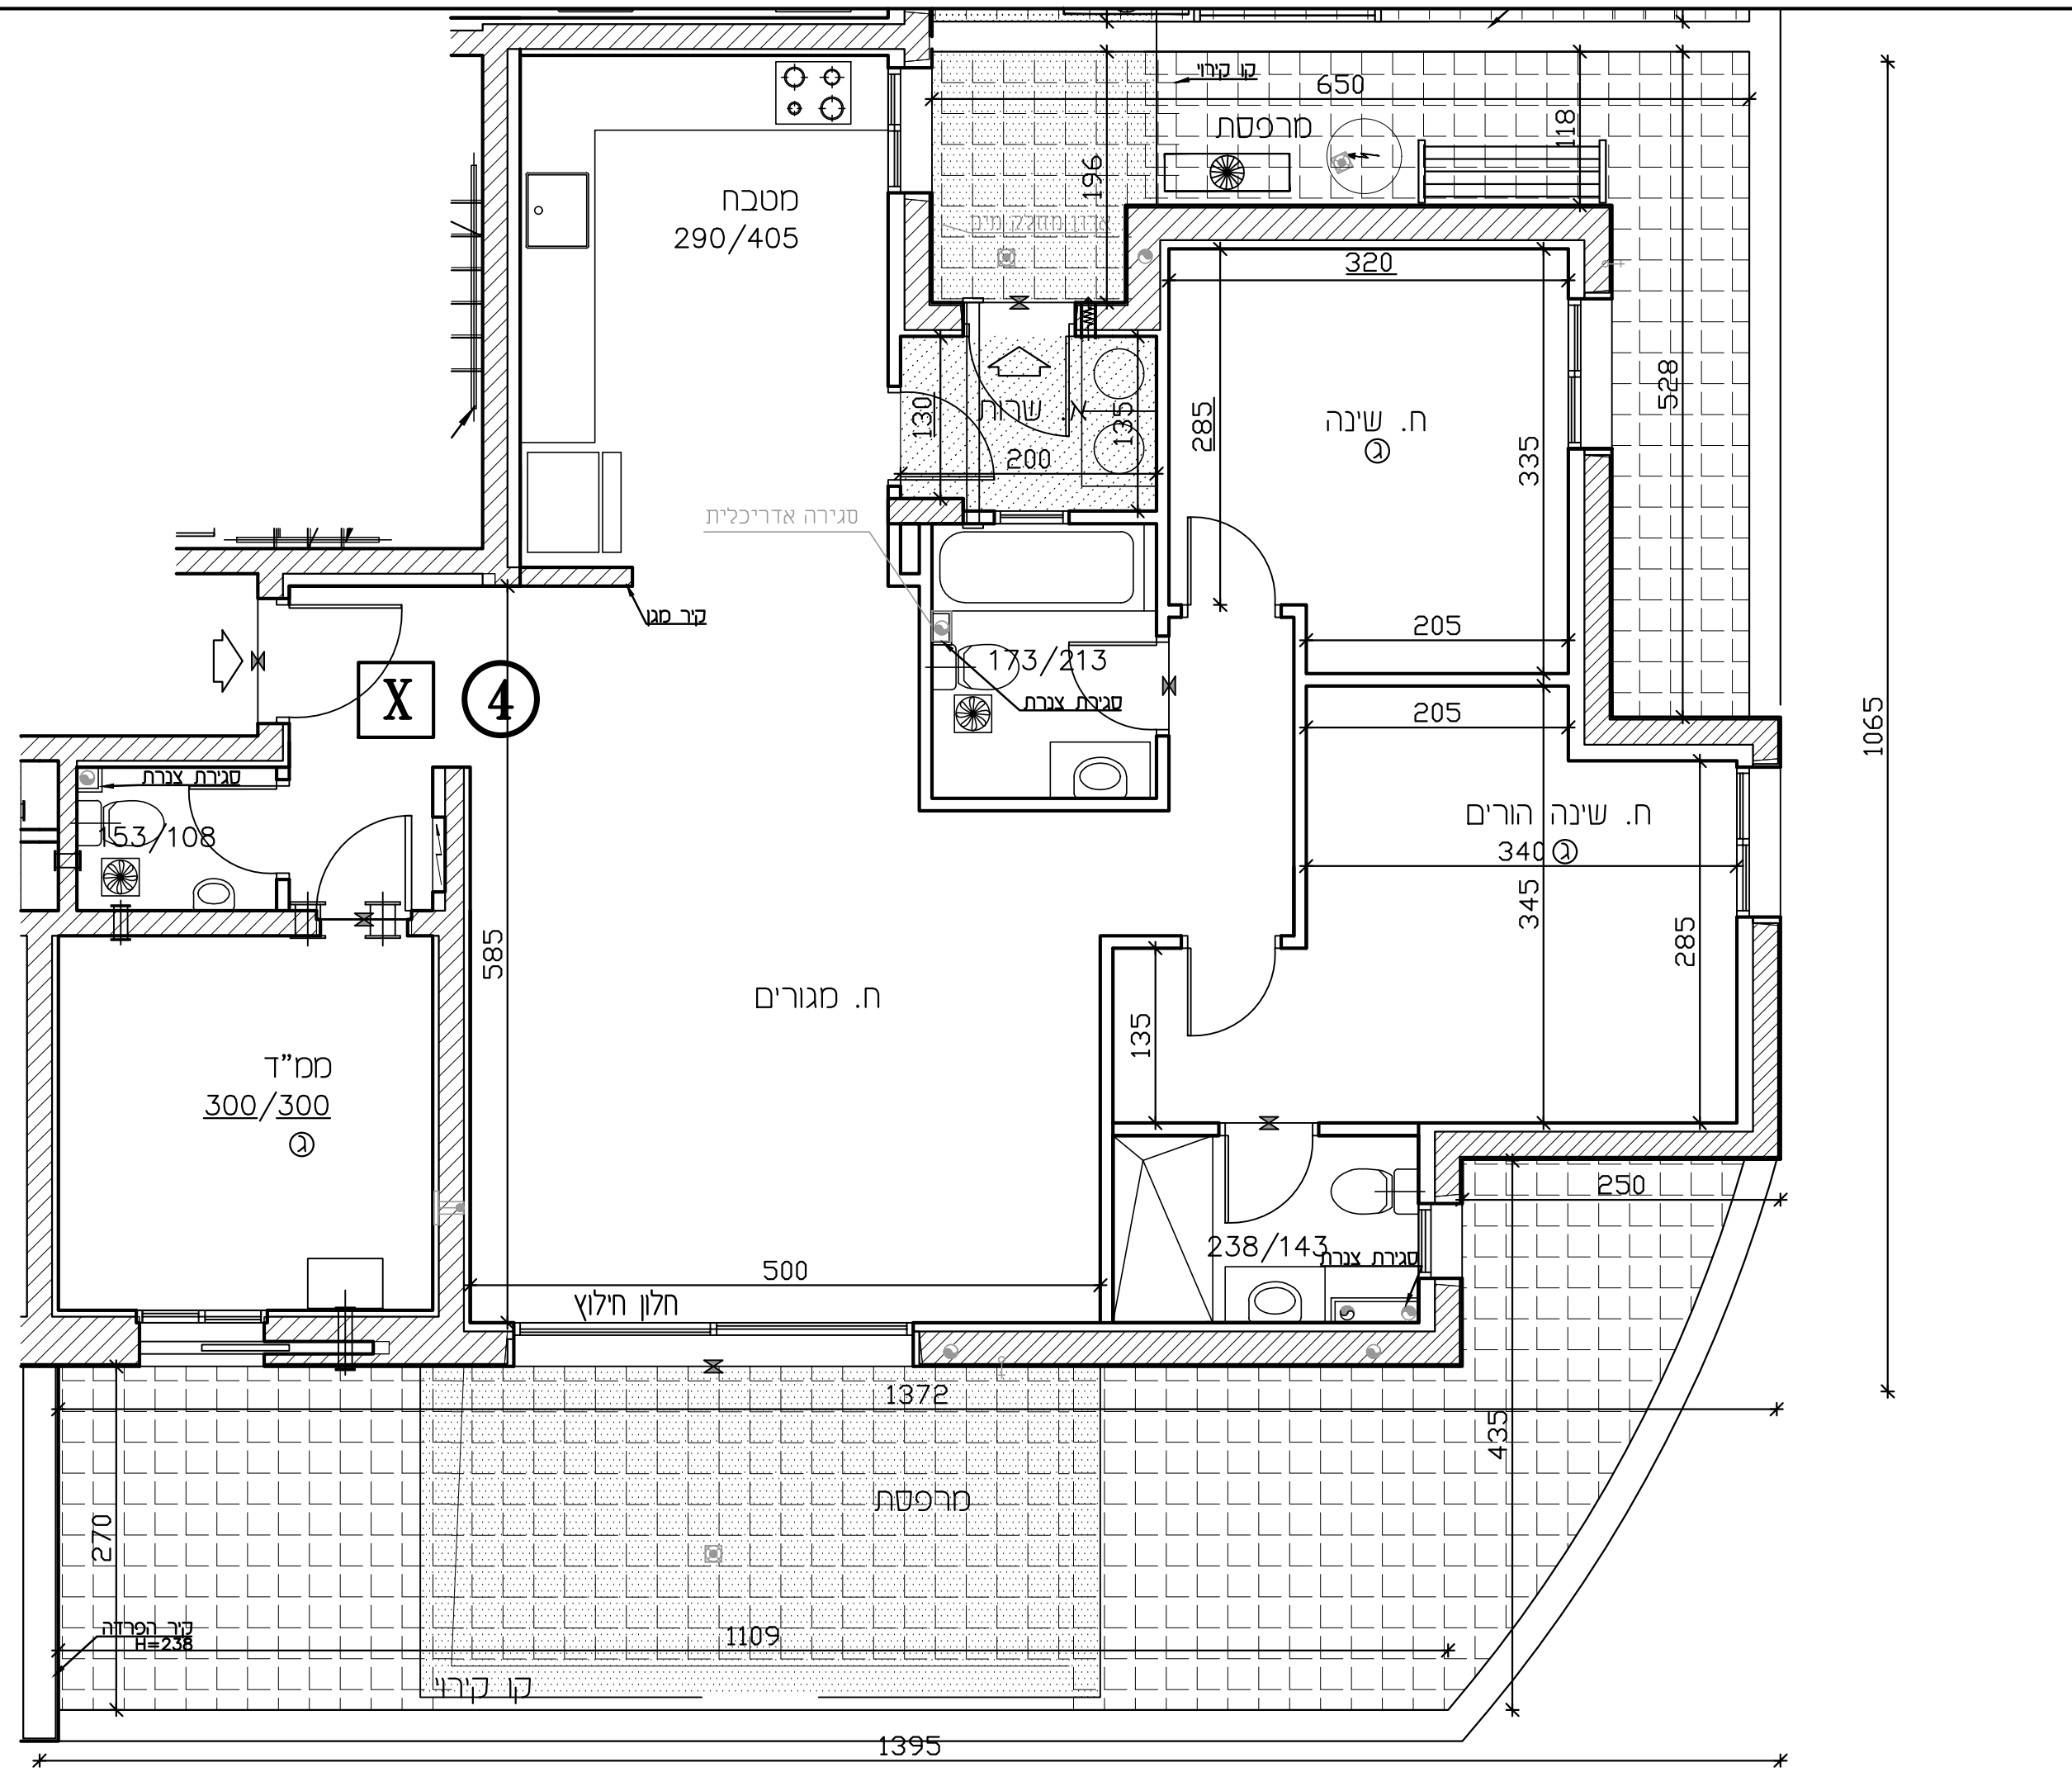 קו קירוי
650
מרפסת
118
196
מטבח
290/405
320
528
ח. שינה
ג
285
335
א. שרות
130
135
200
סגירה אדריכלית
קיר מגן
205
173/213
סגירת צנרת
X
4
205
1065
סגירת צנרת
153/108
ח. שינה הורים
340
ג
345
285
585
ח. מגורים
135
ממ"ד
300/300
ג
250
238/143
סגירת צנרת
500
חלון חילוץ
1372
435
מרפסת
270
קיר הפרדה
H=238
1109
קו קירוי
1395